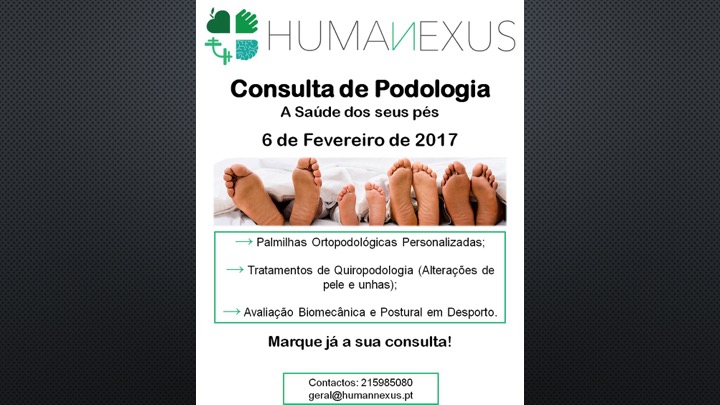 HUMANEXUS
Consulta de Podologia
A Saúde dos seus pés
6 de Fevereiro de 2017
→ Palmilhas Ortopodológicas Personalizadas;
→ Tratamentos de Quiropodologia (Alterações de
pele e unhas);
→ Avaliação Biomecânica e Postural em Desporto.
Marque já a sua consulta!
Contactos: 215985080
geral@humannexus.pt